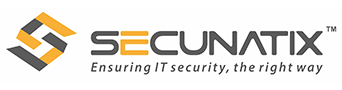 SECUNATIX™
Ensuring IT security, the right way